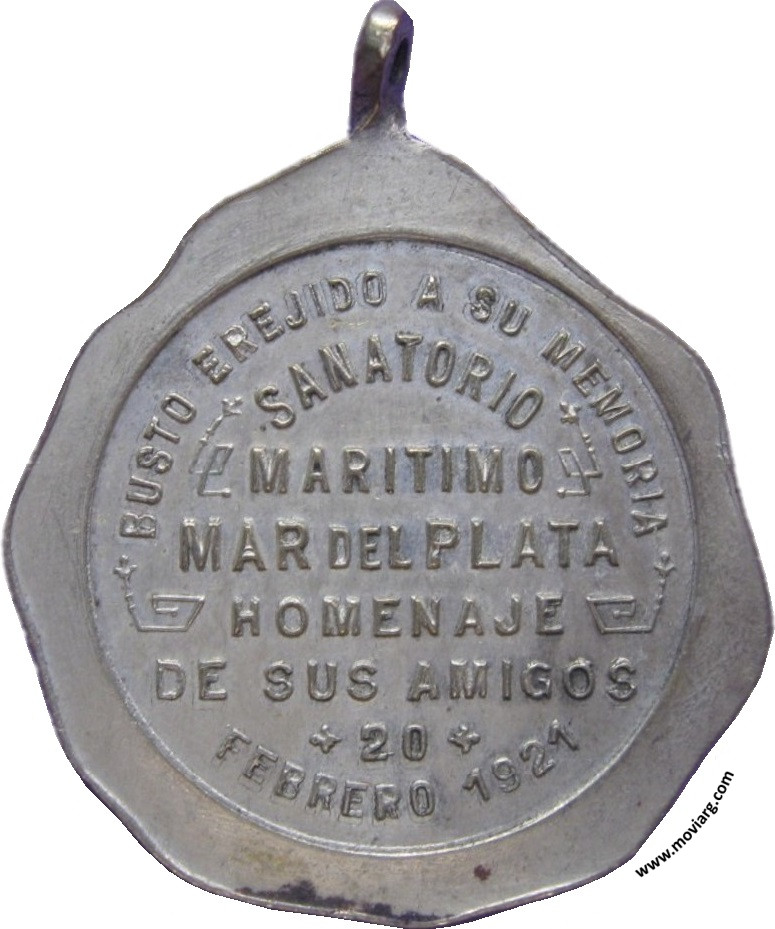 BUSTO EREJIDO A SU MEMORIA
SANATORIO
MARITIMO
MAR DEL PLATA
HOMENAJE
DE SUS AMIGOS
20
FEBRERO 1921
www.moviarg.com